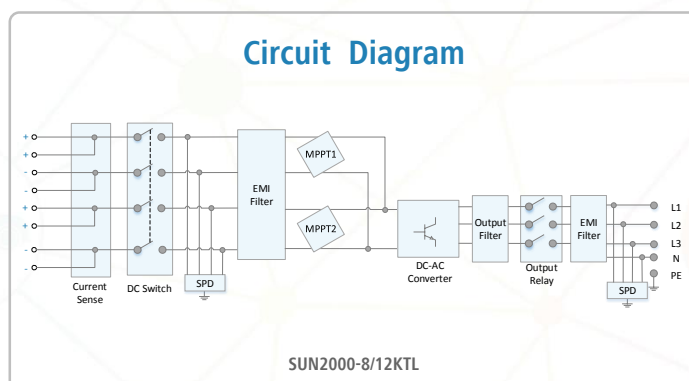 Circuit Diagram
+
+
-
-
+
+
-
-
Current
Sense
DC Switch
SPD
EMI
Filter
MPPT1
MPPT2
DC-AC
Converter
Output
Filter
Output
Relay
EMI
Filter
SPD
L1
L2
L3
N
PE
SUN2000-8/12KTL